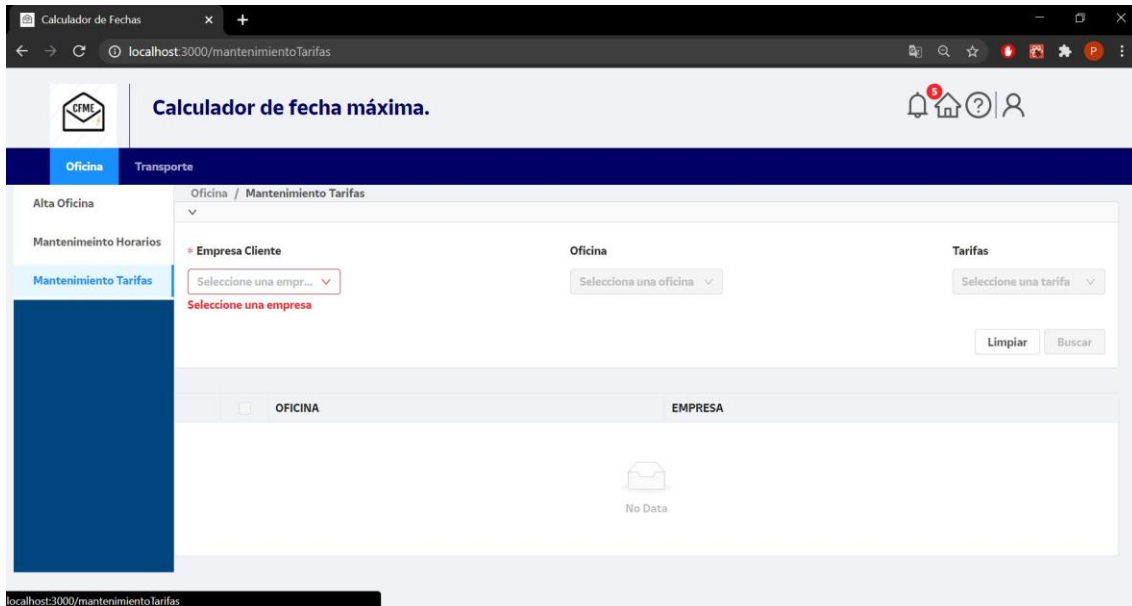 Calculador de Fechas
localhost:3000/mantenimientoTarifas
P
CFME
Calculador de fecha máxima.
5
Oficina Transporte
Oficina / Mantenimiento Tarifas
Alta Oficina
Mantenimeinto Horarios
Mantenimiento Tarifas
* Empresa Cliente Oficina Tarifas
Seleccione una empr... Selecciona una oficina Seleccione una tarifa
Seleccione una empresa
Limpiar Buscar
OFICINA EMPRESA
No Data
localhost:3000/mantenimientoTarifas